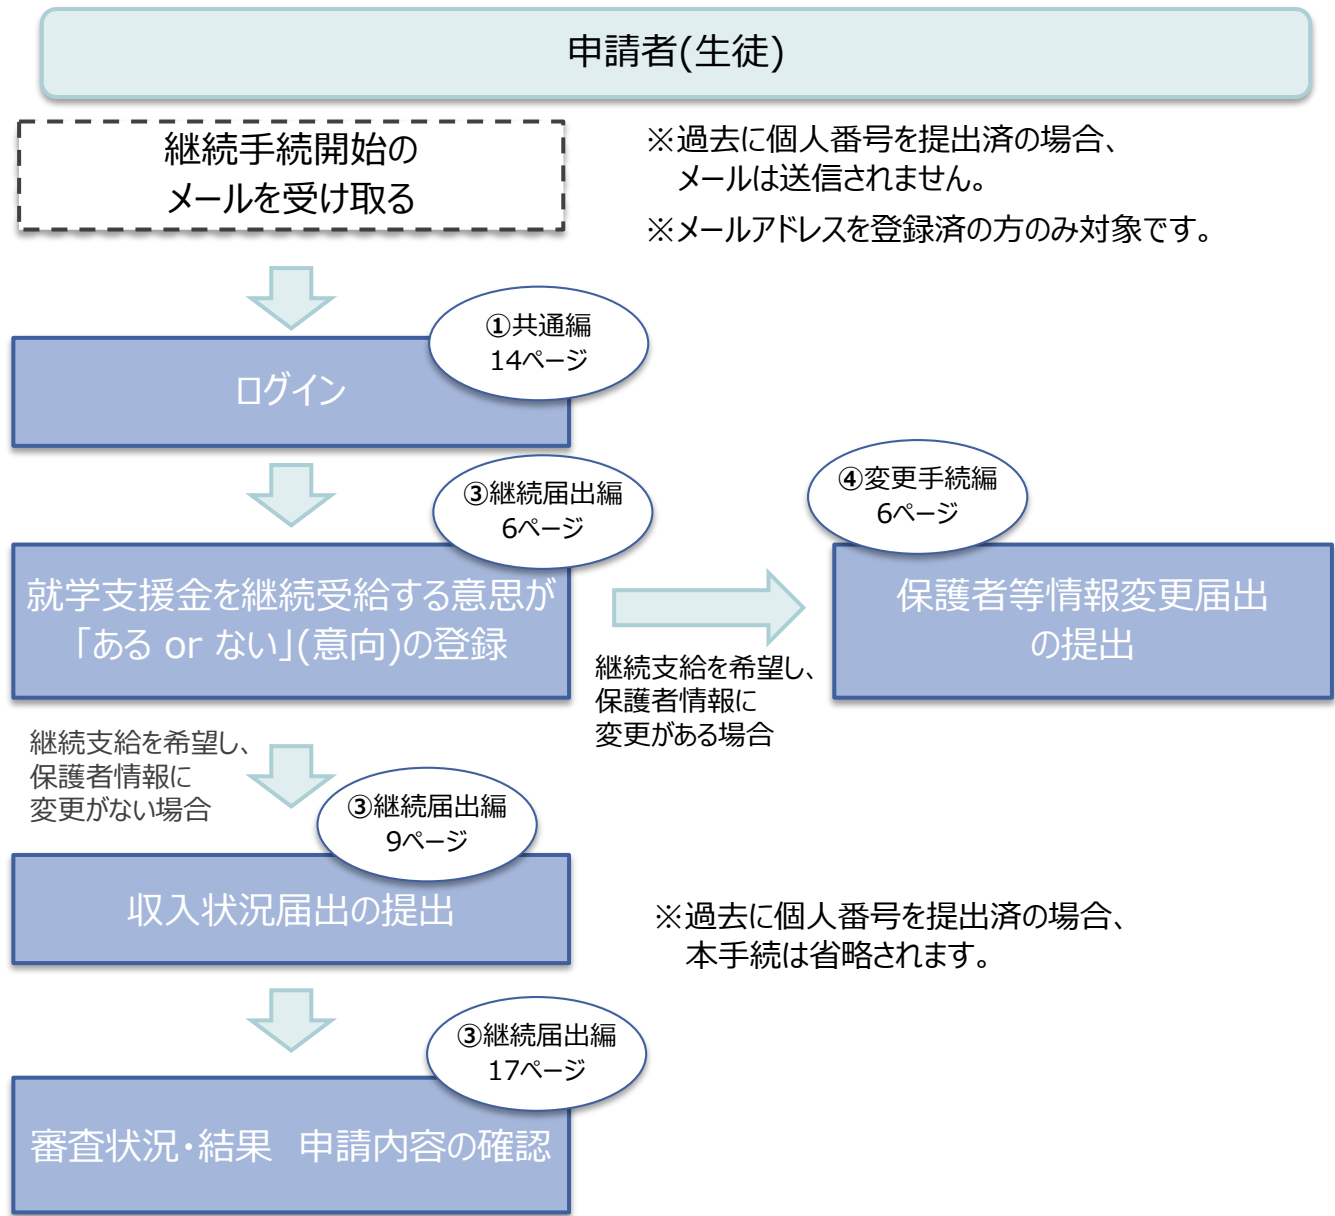 申請者(生徒)
継続手続開始の
メールを受け取る
※過去に個人番号を提出済の場合、
メールは送信されません。
※メールアドレスを登録済の方のみ対象です。
①共通編
14ページ
ログイン
③継続届出編
6ページ
就学支援金を継続受給する意思が
「ある or ない」(意向)の登録
④変更手続編
6ページ
保護者等情報変更届出
の提出
継続支給を希望し、
保護者情報に
変更がある場合
継続支給を希望し、
保護者情報に
変更がない場合
③継続届出編
9ページ
収入状況届出の提出
※過去に個人番号を提出済の場合、
本手続は省略されます。
③継続届出編
17ページ
審査状況・結果　申請内容の確認